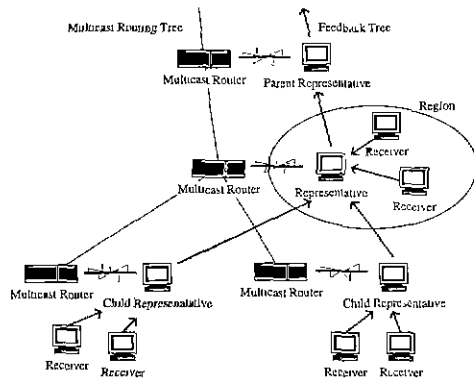 Multicast Routing Tree
Feedback Tree
Multicast Router
Parent Representative
Region
Receiver
Multicast Router
Representative
Receiver
Multicast Router
Child Represenatative
Multicast Router
Child Representative
Receiver
Receiver
Receiver
Receiver